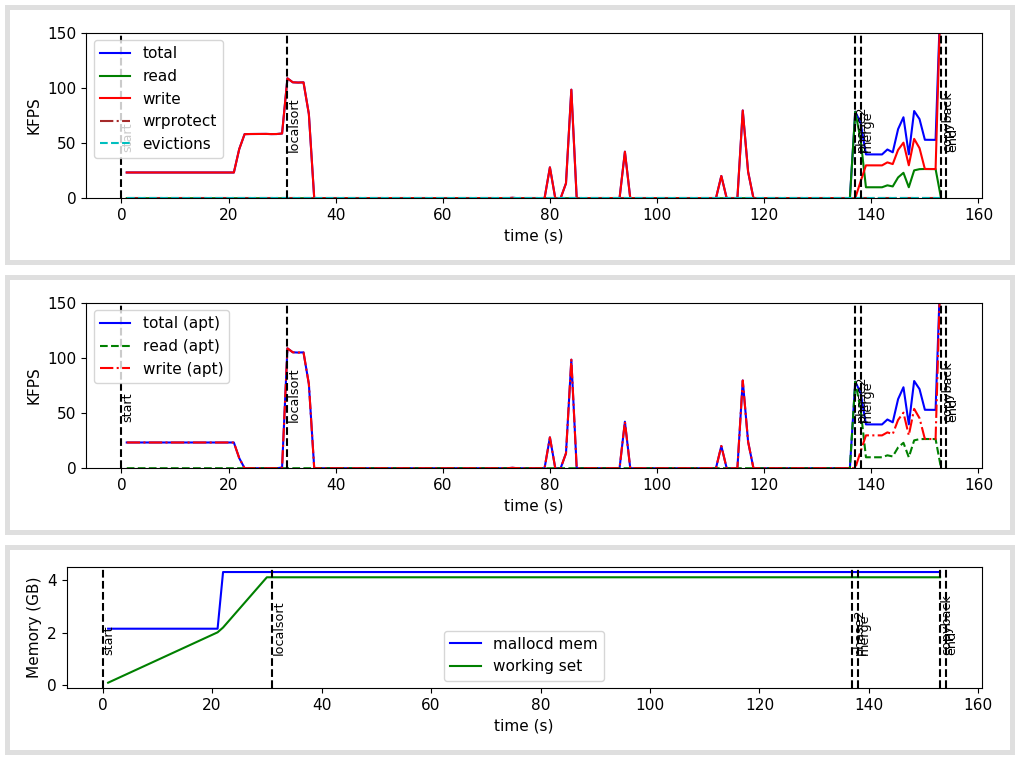 150
100
50
0
KFPS
total
read
write
wrprotect
evictions
start
localsort
merge
copyback
end
0 20 40 60 80 100 120 140 160
time (s)
150
100
50
0
KFPS
total (apt)
read (apt)
write (apt)
start
localsort
merge
copyback
end
0 20 40 60 80 100 120 140 160
time (s)
4
2
0
Memory (GB)
mallocd mem
working set
start
localsort
merge
copyback
end
0 20 40 60 80 100 120 140 160
time (s)